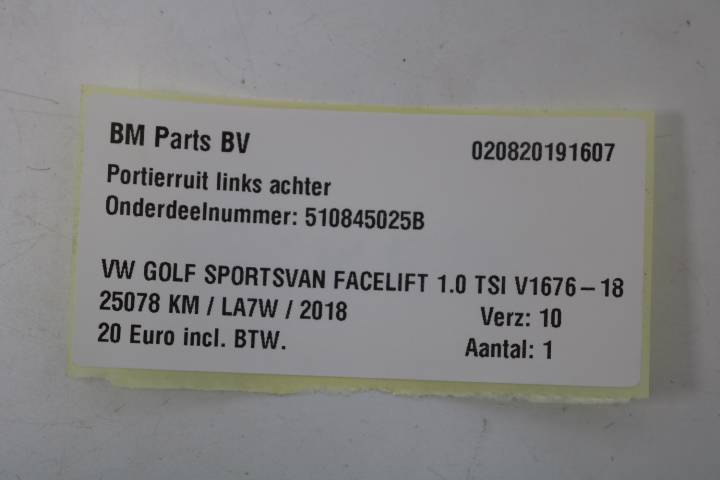 BM Parts BV 020820191607
Portierruit links achter
Onderdeelnummer: 510845025B
VW GOLF SPORTSVAN FACELIFT 1.0 TSI V1676-18
25078 KM / LA7W / 2018 Verz: 10
20 Euro incl. BTW. Aantal: 1